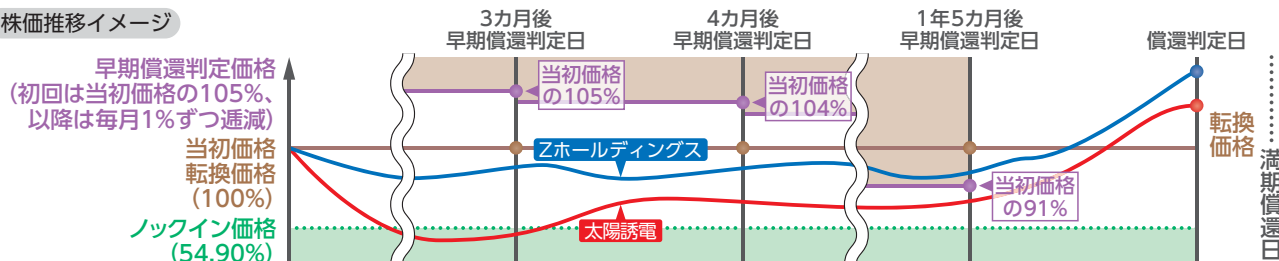 株価推移イメージ
3カ月後
早期償還判定日
4カ月後
早期償還判定日
1年5カ月後
早期償還判定日
償還判定日
早期償還判定価格
(初回は当初価格の105%、
以降は毎月1%ずつ逓減)
当初価格
の105%
当初価格
の104%
当初価格
転換価格
(100%)
Zホールディングス
転換
価格
当初価格
の91%
ノックイン価格
(54.90%)
太陽誘電
満期償還日